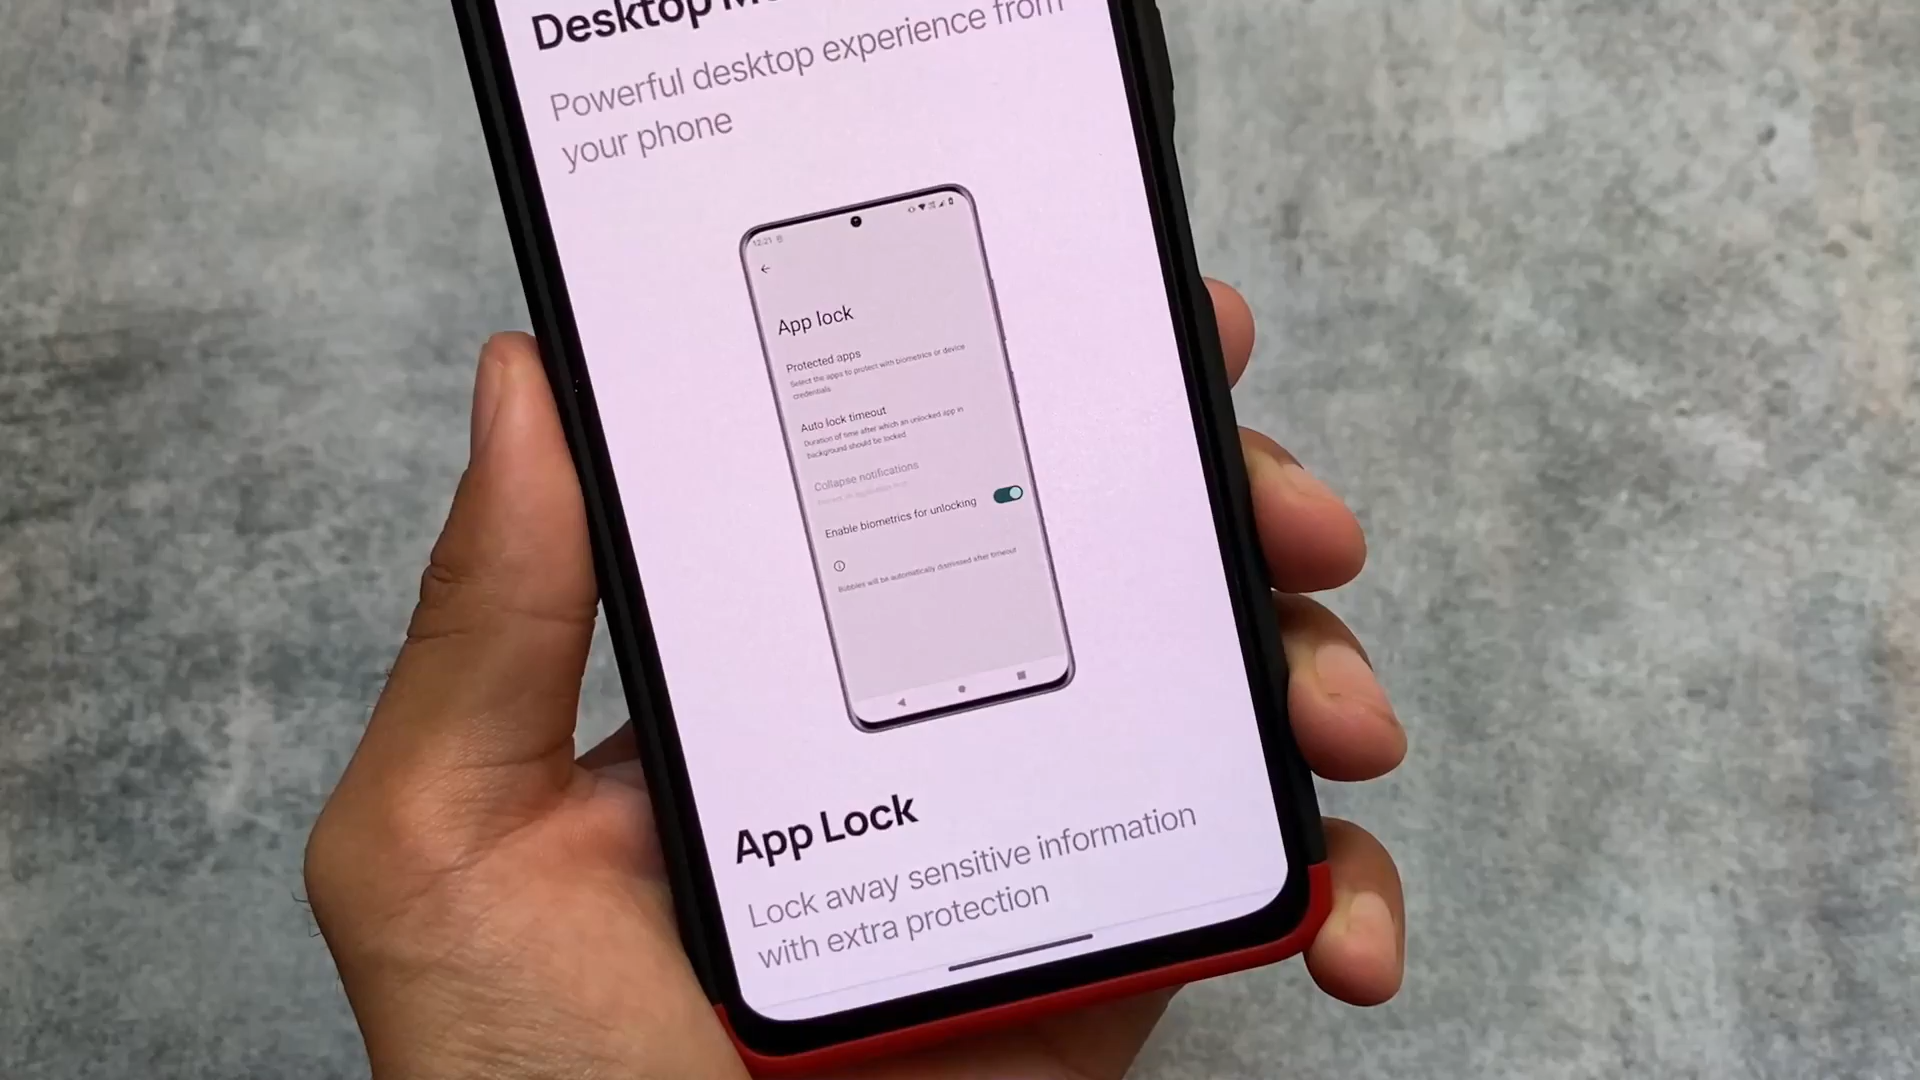 Desktop
Powerful desktop experience from
your phone
12:21
App lock
Protected apps
Select the apps to protect with biometrics or device
credentials
Auto lock timeout
Duration of time after which an unlocked app in
background should be locked
Collapse notifications
Enable biometrics for unlocking
Bubbles will be automatically dismissed after timeout
App Lock
Lock away sensitive information
with extra protection